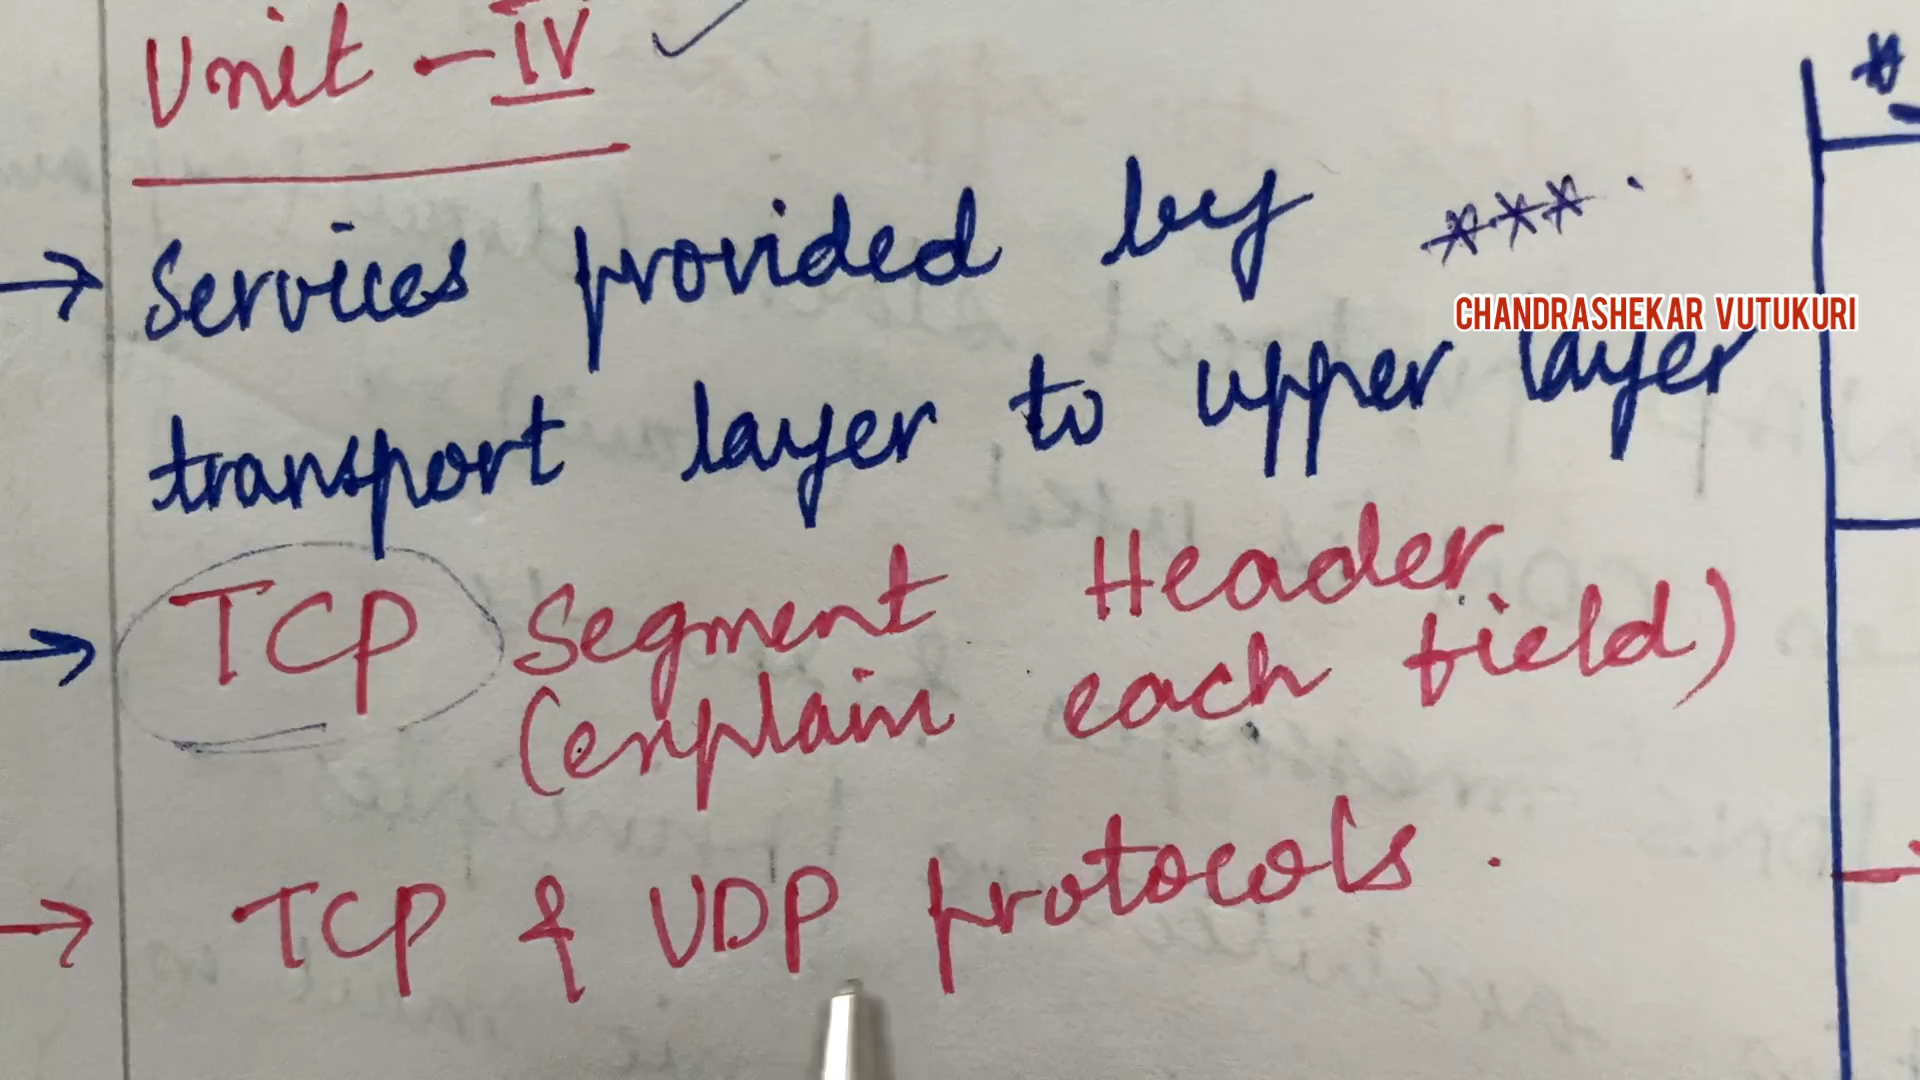 Unit - IV
→ Services provided by ***.
CHANDRASHEKAR VUTUKURI
transport layer to upper layer
→ TCP Segment Header
(explain each field)
→ TCP & UDP protocols.